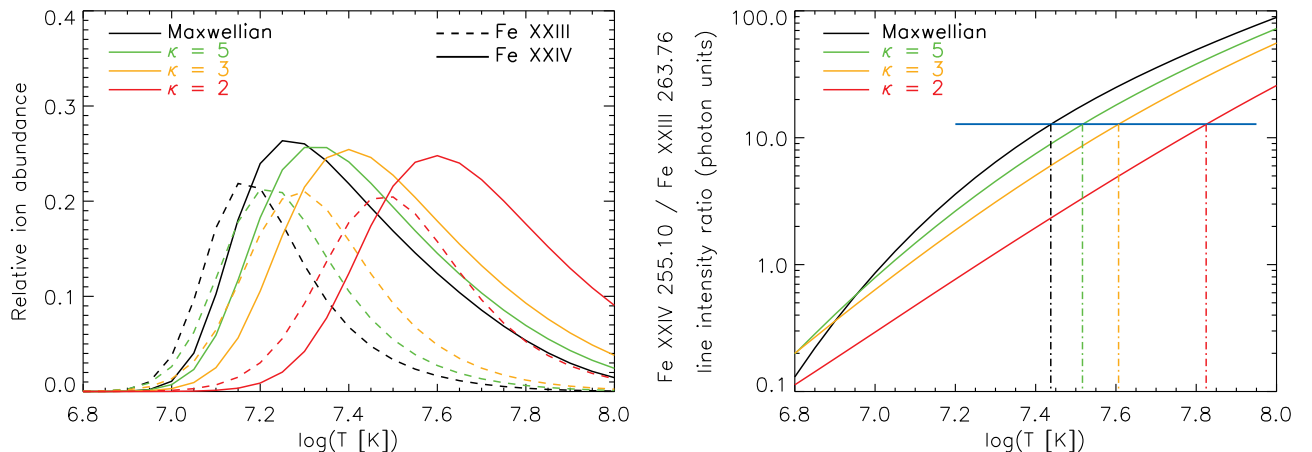 0.4
0.3
0.2
0.1
0.0
Relative ion abundance
Maxwellian
κ = 5
κ = 3
κ = 2
Fe XXIII
Fe XXIV
6.8 7.0 7.2 7.4 7.6 7.8 8.0
log(T [K])
Fe XXIV 255.10 / Fe XXIII 263.76
line intensity ratio (photon units)
100.0
10.0
1.0
0.1
Maxwellian
κ = 5
κ = 3
κ = 2
6.8 7.0 7.2 7.4 7.6 7.8 8.0
log(T [K])